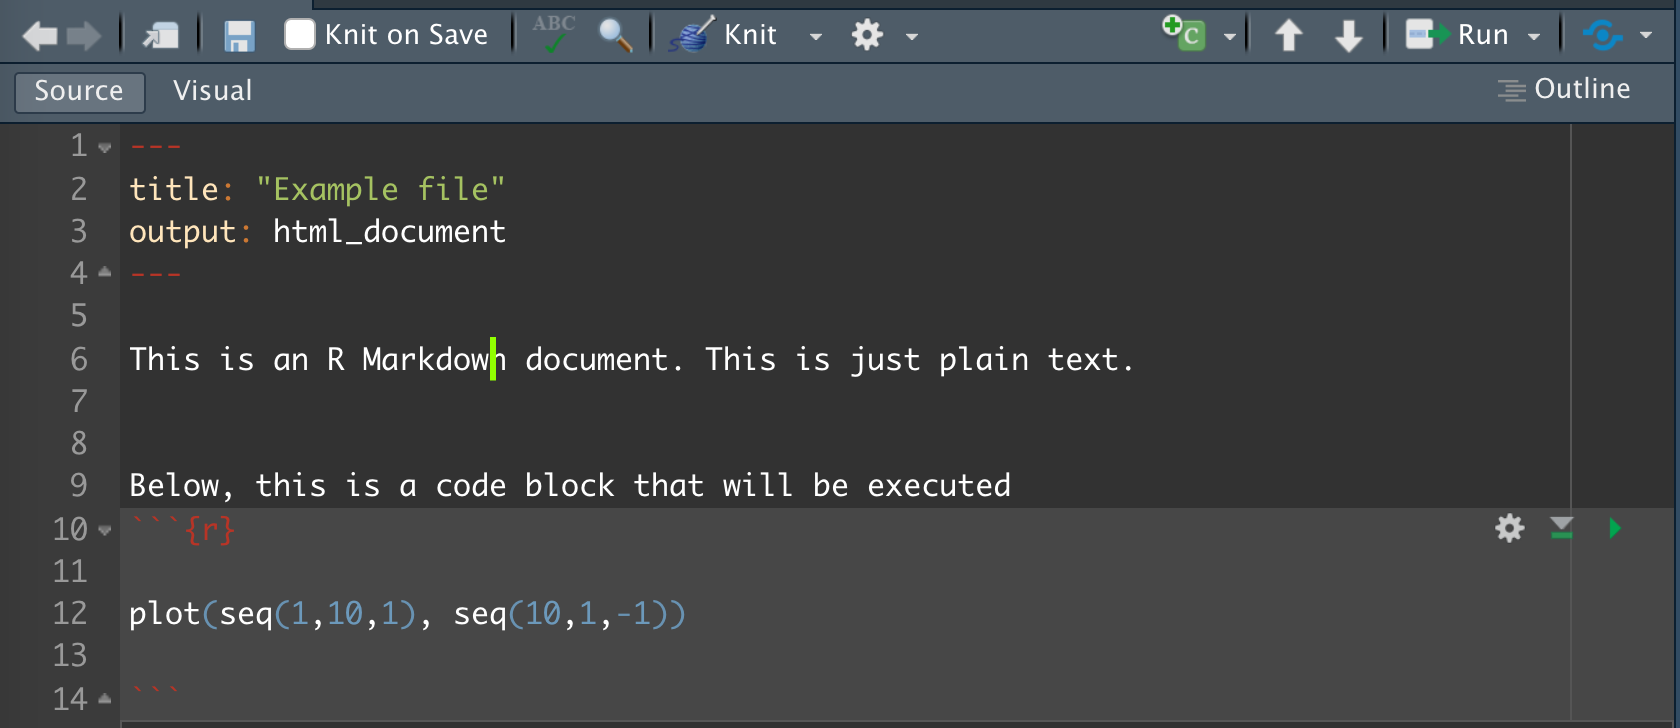 Knit on Save ABC Knit C Run
Source Visual Outline
1 ---
2 title: "Example file"
3 output: html_document
4 ---
5
6 This is an R Markdown document. This is just plain text.
7
8
9 Below, this is a code block that will be executed
10 ```{r}
11
12 plot(seq(1,10,1), seq(10,1,-1))
13
14 ```